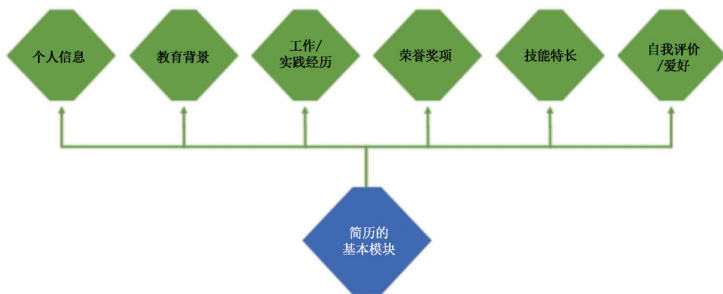 个人信息
教育背景
工作/
实践经历
荣誉奖项
技能特长
自我评价
/爱好
简历的
基本模块